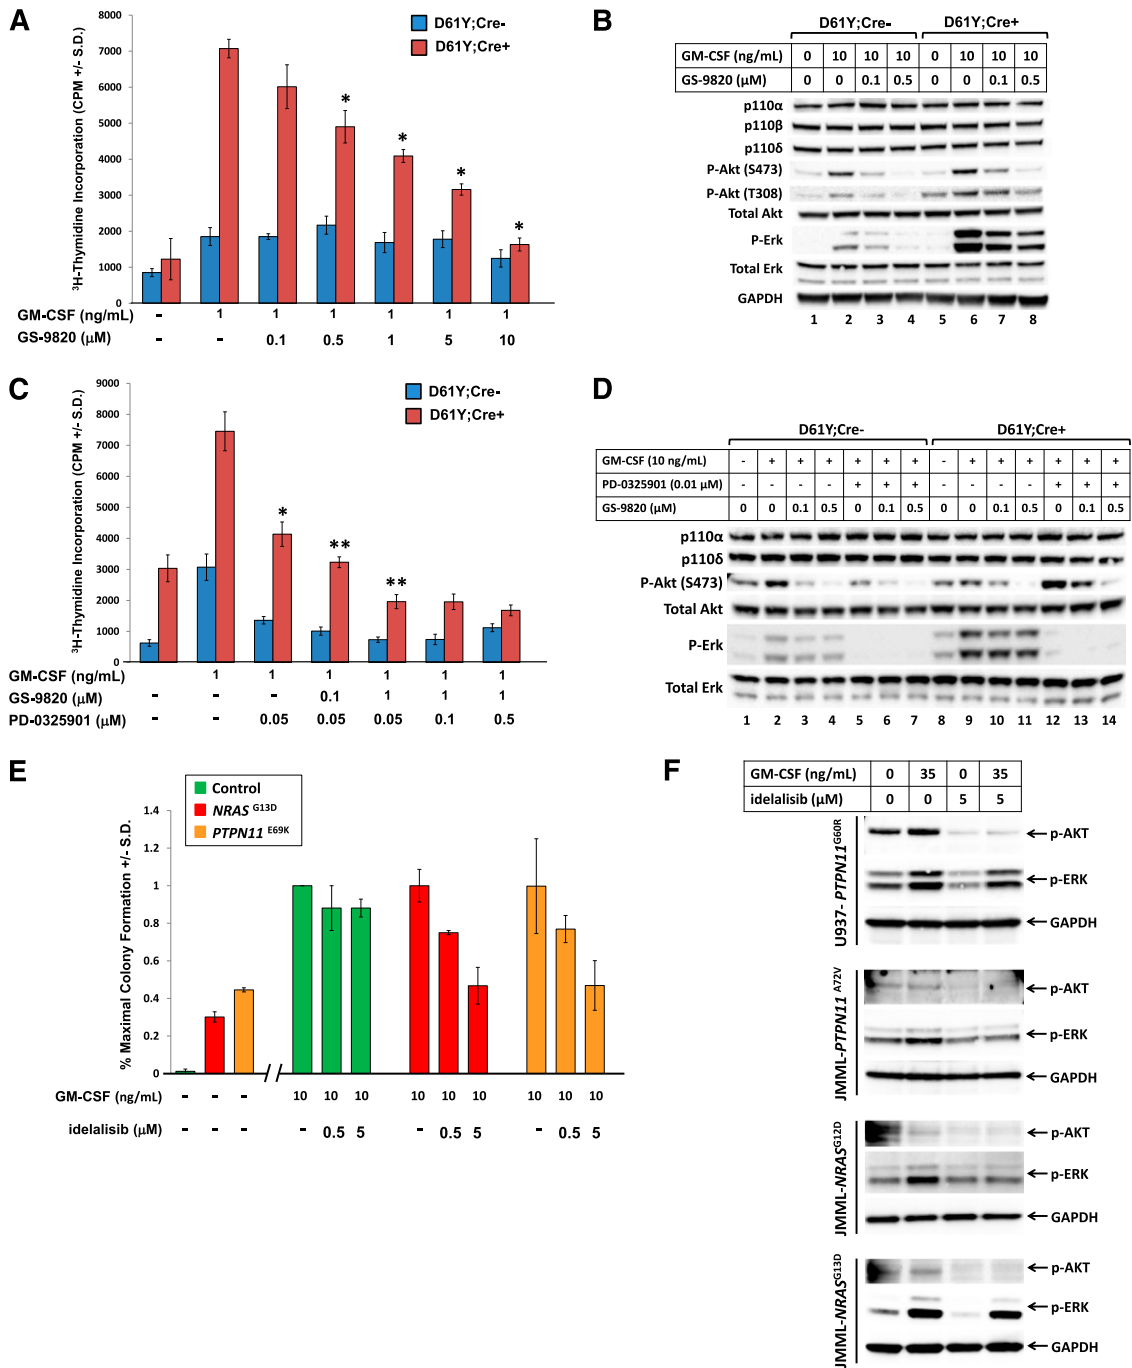 A
³H-Thymidine Incorporation (CPM +/- S.D.)
8000
7000
6000
5000
4000
3000
2000
1000
0
D61Y;Cre-
D61Y;Cre+
* * * *
GM-CSF (ng/mL) - 1 1 1 1 1 1
GS-9820 (μM) - - 0.1 0.5 1 5 10
B
D61Y;Cre- D61Y;Cre+
GM-CSF (ng/mL) 0 10 10 10 0 10 10 10
GS-9820 (μM) 0 0 0.1 0.5 0 0 0.1 0.5
p110α
p110β
p110δ
P-Akt (S473)
P-Akt (T308)
Total Akt
P-Erk
Total Erk
GAPDH
1 2 3 4 5 6 7 8
C
³H-Thymidine Incorporation (CPM +/- S.D.)
9000
8000
7000
6000
5000
4000
3000
2000
1000
0
D61Y;Cre-
D61Y;Cre+
* ** **
GM-CSF (ng/mL) - 1 1 1 1 1 1
GS-9820 (μM) - - - 0.1 1 1 1
PD-0325901 (μM) - - 0.05 0.05 0.05 0.1 0.5
D
D61Y;Cre- D61Y;Cre+
GM-CSF (10 ng/mL) - + + + + + + - + + + + + +
PD-0325901 (0.01 μM) - - - - + + + - - - - + + +
GS-9820 (μM) 0 0 0.1 0.5 0 0.1 0.5 0 0 0.1 0.5 0 0.1 0.5
p110α
p110δ
P-Akt (S473)
Total Akt
P-Erk
Total Erk
1 2 3 4 5 6 7 8 9 10 11 12 13 14
E
% Maximal Colony Formation +/- S.D.
Control
NRAS G13D
PTPN11 E69K
1.4
1.2
1
0.8
0.6
0.4
0.2
0
GM-CSF (ng/mL) - - - 10 10 10 10 10 10 10 10 10
idelalisib (μM) - - - - 0.5 5 - 0.5 5 - 0.5 5
F
GM-CSF (ng/mL) 0 35 0 35
idelalisib (μM) 0 0 5 5
U937- PTPN11 G60R
p-AKT
p-ERK
GAPDH
JMML-PTPN11 A72V
p-AKT
p-ERK
GAPDH
JMML-NRAS G12D
p-AKT
p-ERK
GAPDH
JMML-NRAS G13D
p-AKT
p-ERK
GAPDH